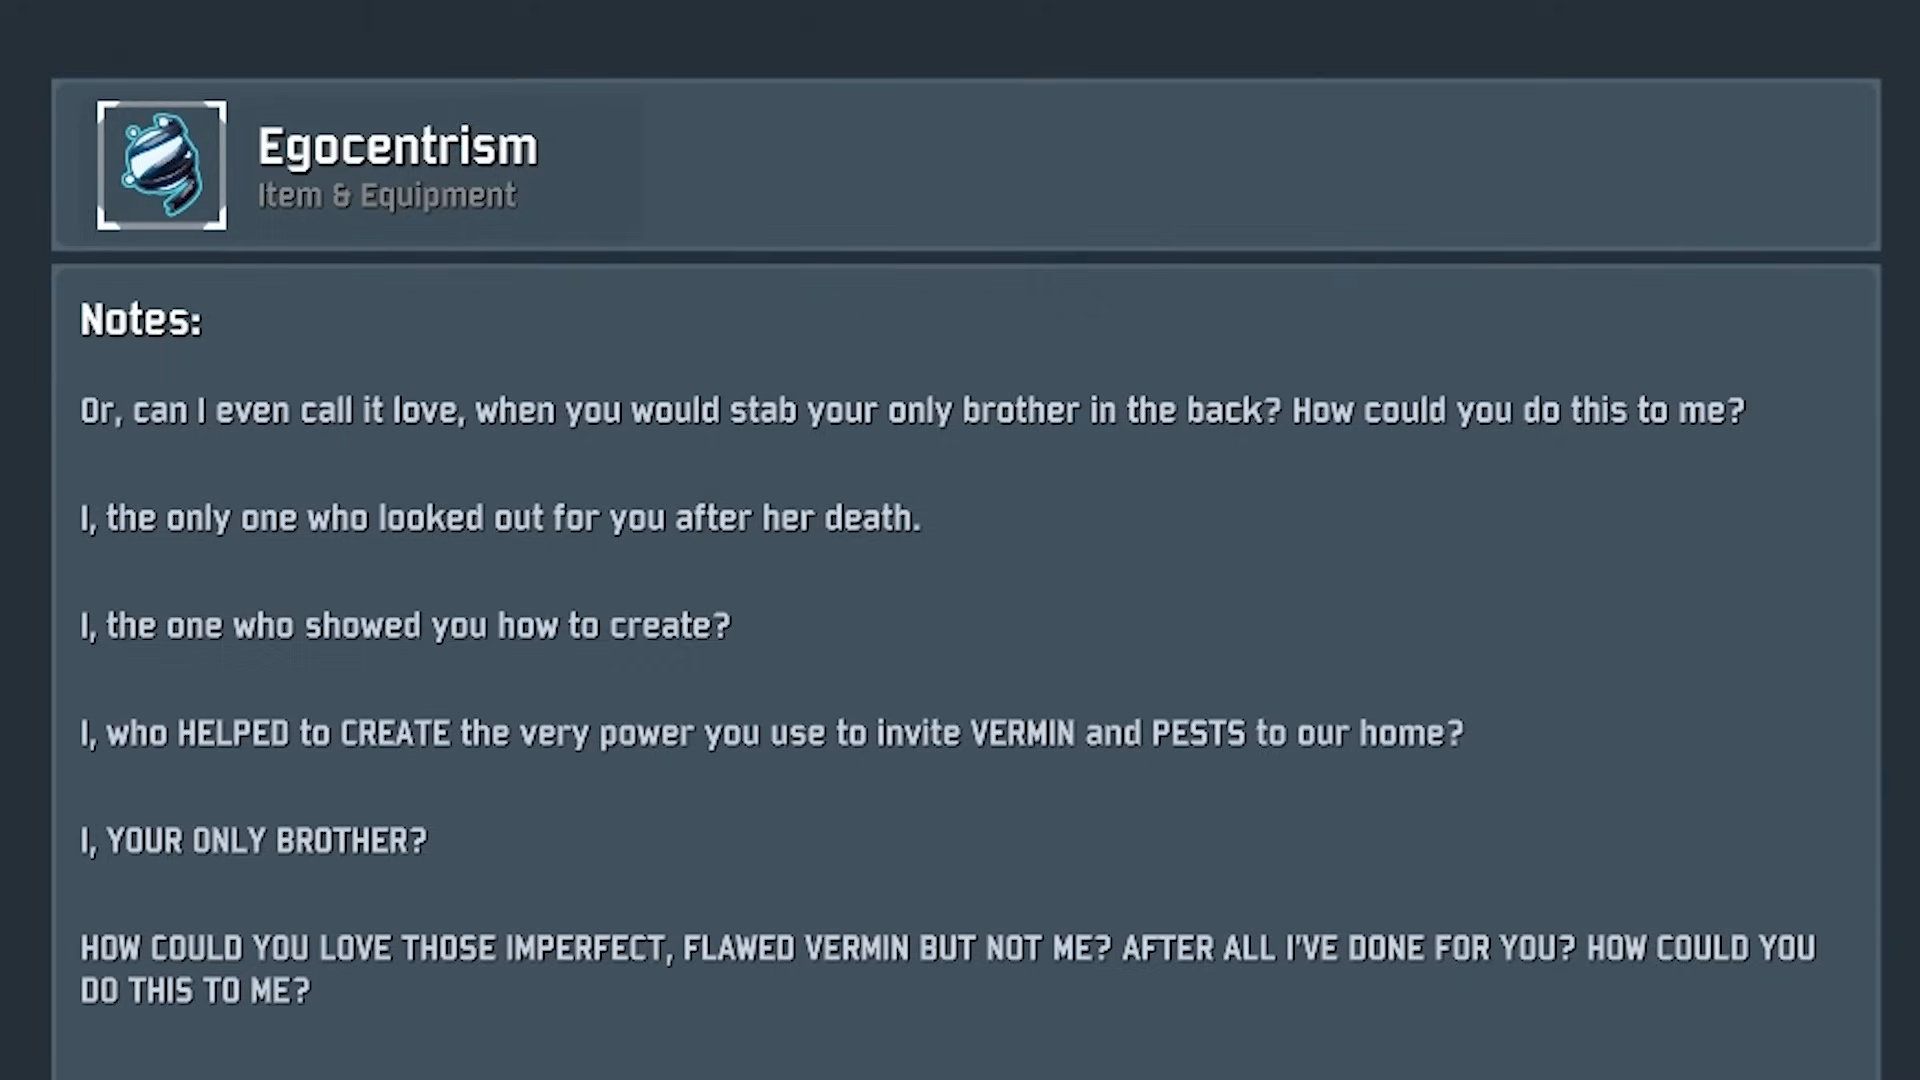 Egocentrism
Item & Equipment
Notes:
Or, can I even call it love, when you would stab your only brother in the back? How could you do this to me?
I, the only one who looked out for you after her death.
I, the one who showed you how to create?
I, who HELPED to CREATE the very power you use to invite VERMIN and PESTS to our home?
I, YOUR ONLY BROTHER?
HOW COULD YOU LOVE THOSE IMPERFECT, FLAWED VERMIN BUT NOT ME? AFTER ALL I'VE DONE FOR YOU? HOW COULD YOU
DO THIS TO ME?